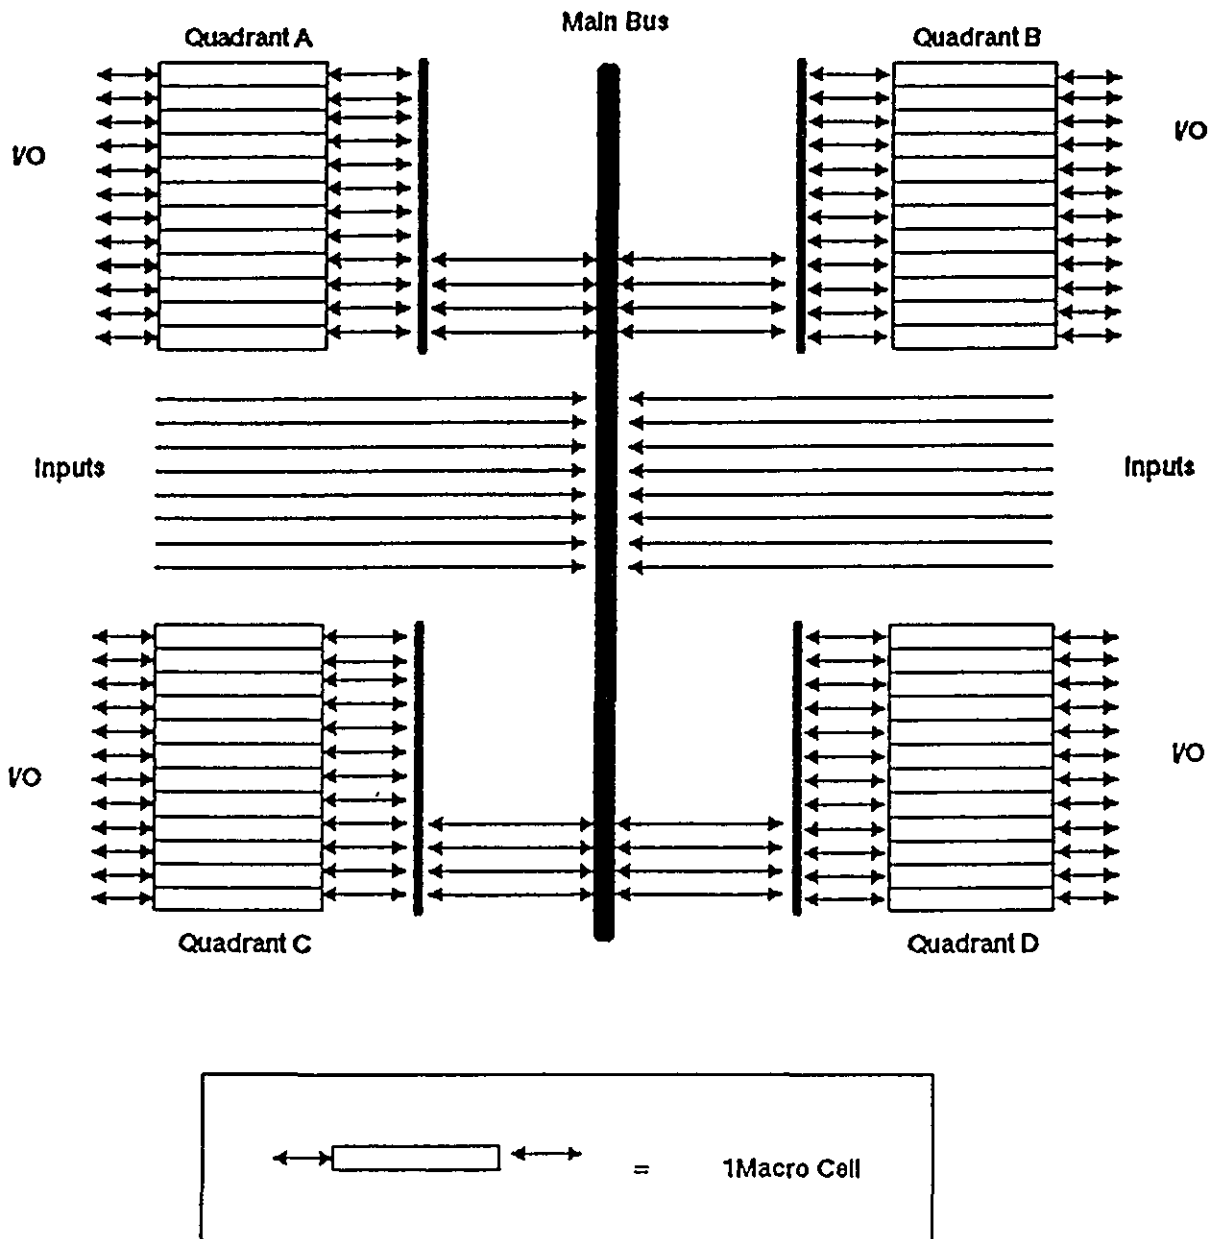 Main Bus
Quadrant A
Quadrant B
I/O
I/O
Inputs
Inputs
I/O
I/O
Quadrant C
Quadrant D
= 1Macro Cell